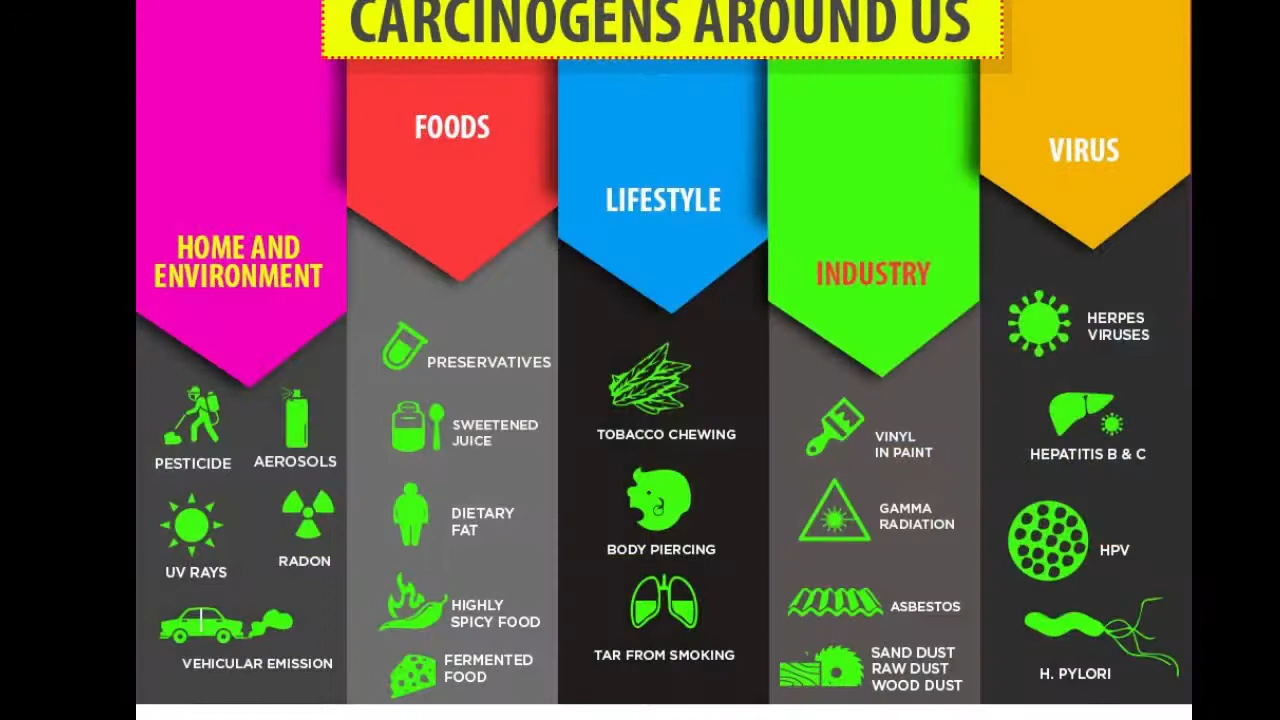 CARCINOGENS AROUND US
HOME AND
ENVIRONMENT
PESTICIDE
AEROSOLS
UV RAYS
RADON
VEHICULAR EMISSION
FOODS
PRESERVATIVES
SWEETENED
JUICE
DIETARY
FAT
HIGHLY
SPICY FOOD
FERMENTED
FOOD
LIFESTYLE
TOBACCO CHEWING
BODY PIERCING
TAR FROM SMOKING
INDUSTRY
VINYL
IN PAINT
GAMMA
RADIATION
ASBESTOS
SAND DUST
RAW DUST
WOOD DUST
VIRUS
HERPES
VIRUSES
HEPATITIS B & C
HPV
H. PYLORI